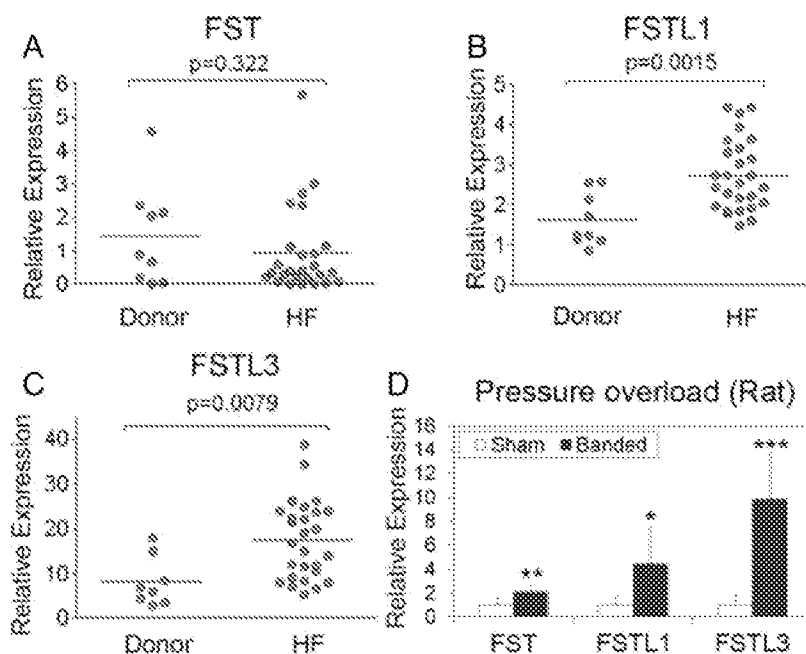 A
FST
p=0.322
Relative Expression
6
5
4
3
2
1
0
Donor HF
B
FSTL1
p=0.0015
Relative Expression
5
4
3
2
1
0
Donor HF
C
FSTL3
p=0.0079
Relative Expression
40
30
20
10
0
Donor HF
D
Pressure overload (Rat)
Relative Expression
16
14
12
10
8
6
4
2
0
Sham Banded
** * ***
FST FSTL1 FSTL3